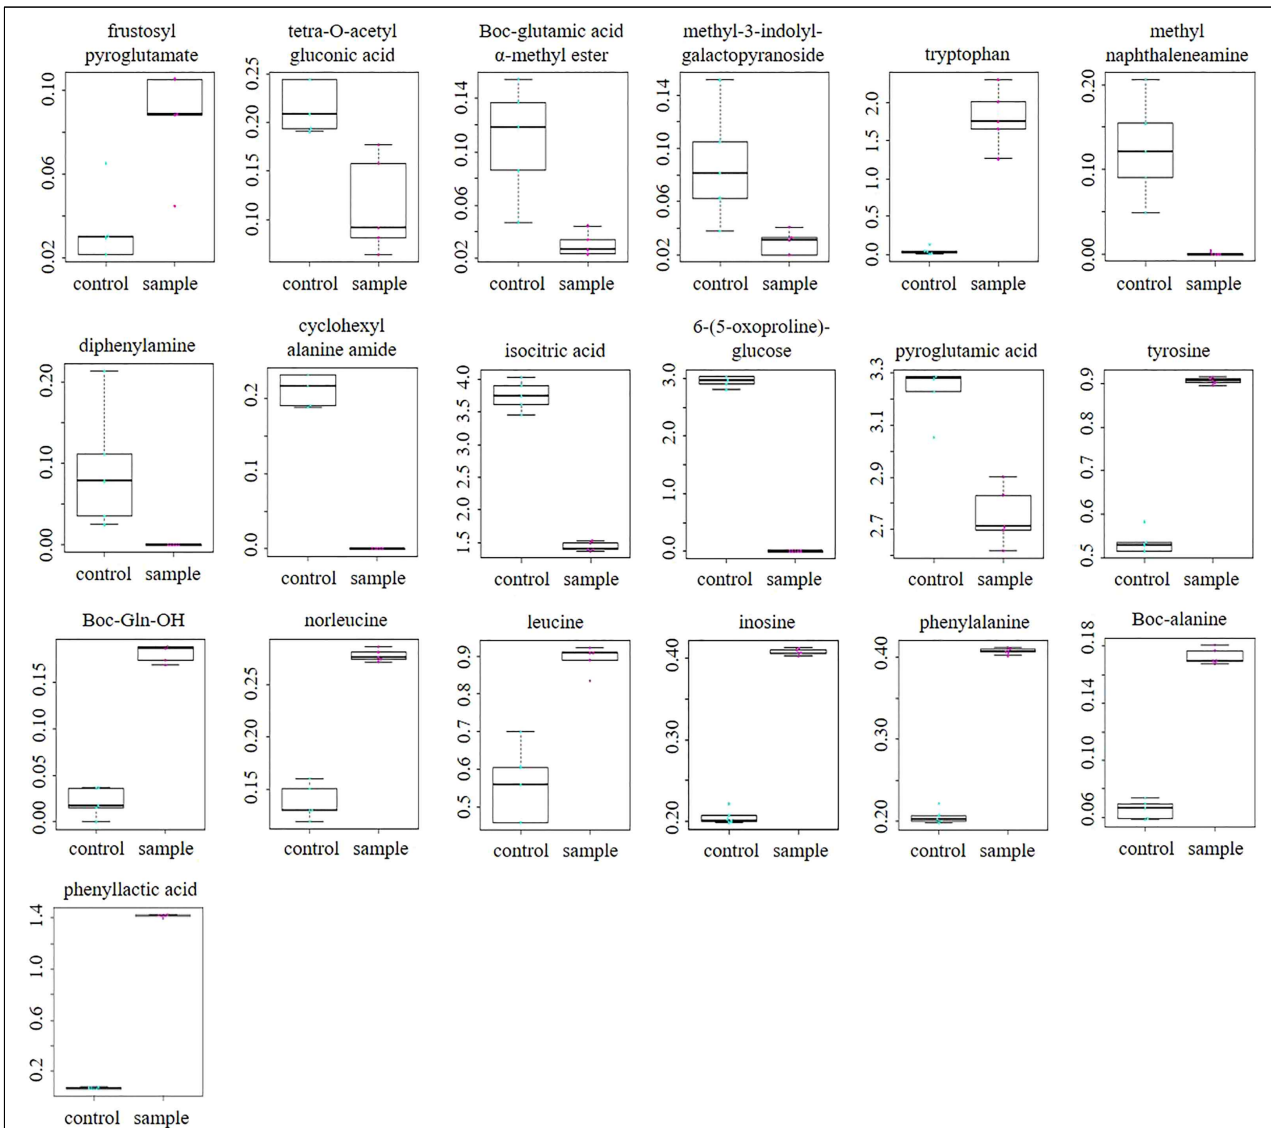 frustosyl
pyroglutamate
0.02 0.06 0.10
control sample
tetra-O-acetyl
gluconic acid
0.10 0.15 0.20 0.25
control sample
Boc-glutamic acid
α-methyl ester
0.02 0.06 0.10 0.14
control sample
methyl-3-indolyl-
galactopyranoside
0.02 0.06 0.10 0.14
control sample
tryptophan
0.0 0.5 1.0 1.5 2.0
control sample
methyl
naphthaleneamine
0.00 0.10 0.20
control sample
diphenylamine
0.00 0.10 0.20
control sample
cyclohexyl
alanine amide
0.0 0.1 0.2
control sample
isocitric acid
1.5 2.0 2.5 3.0 3.5 4.0
control sample
6-(5-oxoproline)-
glucose
0.0 1.0 2.0 3.0
control sample
pyroglutamic acid
2.7 2.9 3.1 3.3
control sample
tyrosine
0.5 0.6 0.7 0.8 0.9
control sample
Boc-Gln-OH
0.00 0.05 0.10 0.15
control sample
norleucine
0.15 0.20 0.25
control sample
leucine
0.5 0.6 0.7 0.8 0.9
control sample
inosine
0.20 0.30 0.40
control sample
phenylalanine
0.20 0.30 0.40
control sample
Boc-alanine
0.06 0.10 0.14 0.18
control sample
phenyllactic acid
0.2 0.6 1.0 1.4
control sample